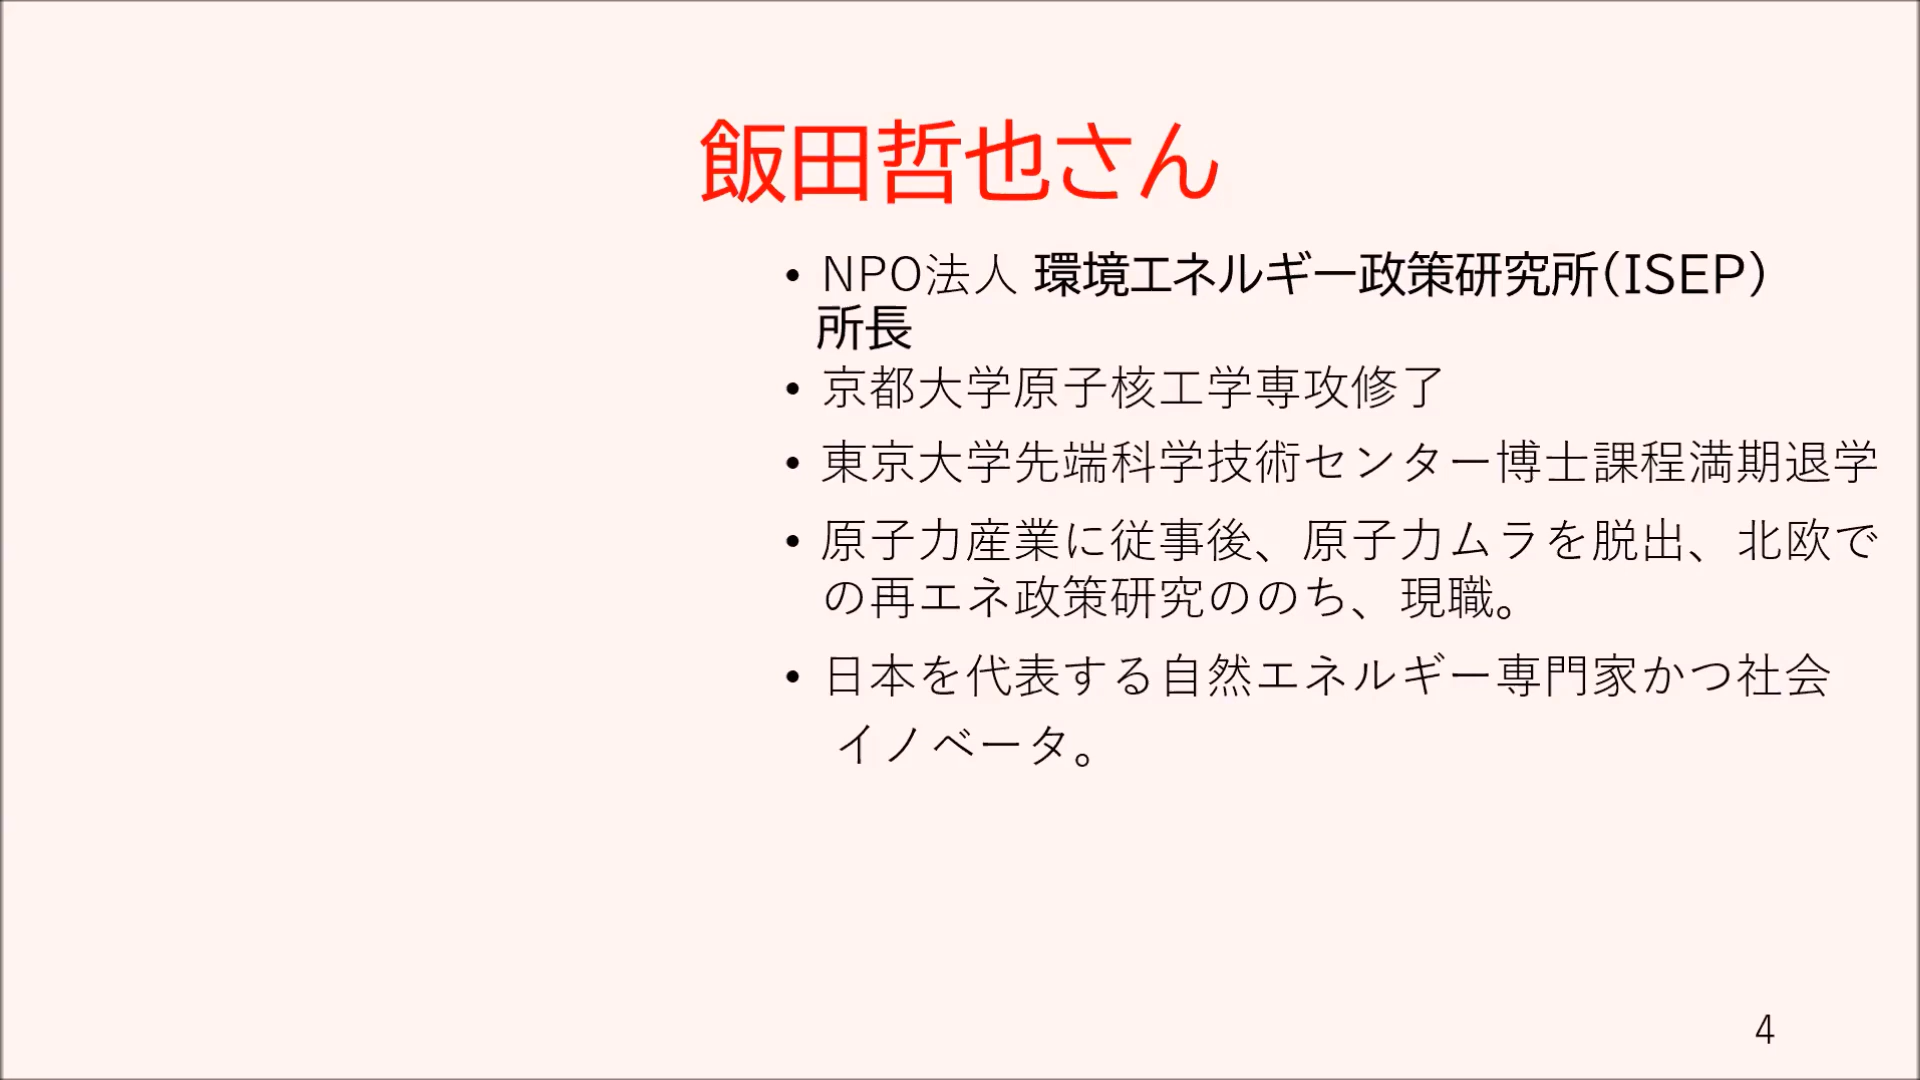 飯田哲也さん
• NPO法人 環境エネルギー政策研究所(ISEP)
所長
• 京都大学原子核工学専攻修了
• 東京大学先端科学技術センター博士課程満期退学
• 原子力産業に従事後、原子力ムラを脱出、北欧で
の再エネ政策研究ののち、現職。
• 日本を代表する自然エネルギー専門家かつ社会
イノベータ。
4